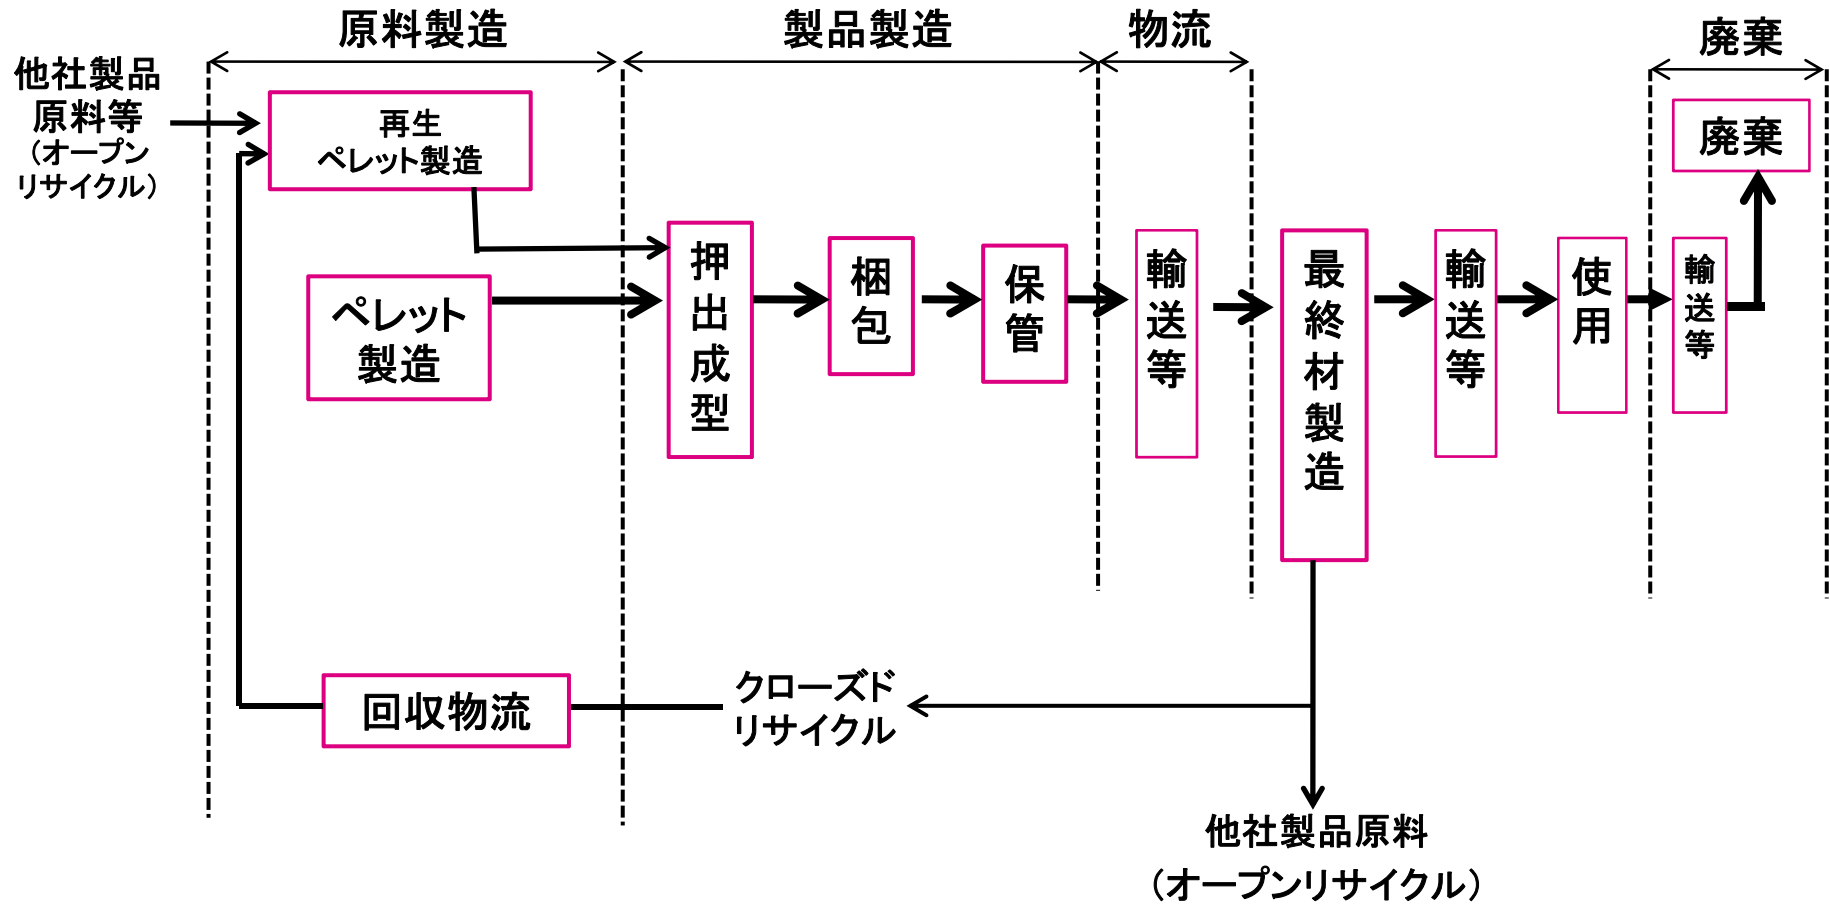 原料製造
製品製造
物流
廃棄
他社製品
原料等
（オープン
リサイクル）
再生
ペレット製造
ペレット
製造
押出成型
梱包
保管
輸送等
最終材製造
輸送等
使用
輸送等
廃棄
回収物流
クローズド
リサイクル
他社製品原料
（オープンリサイクル）